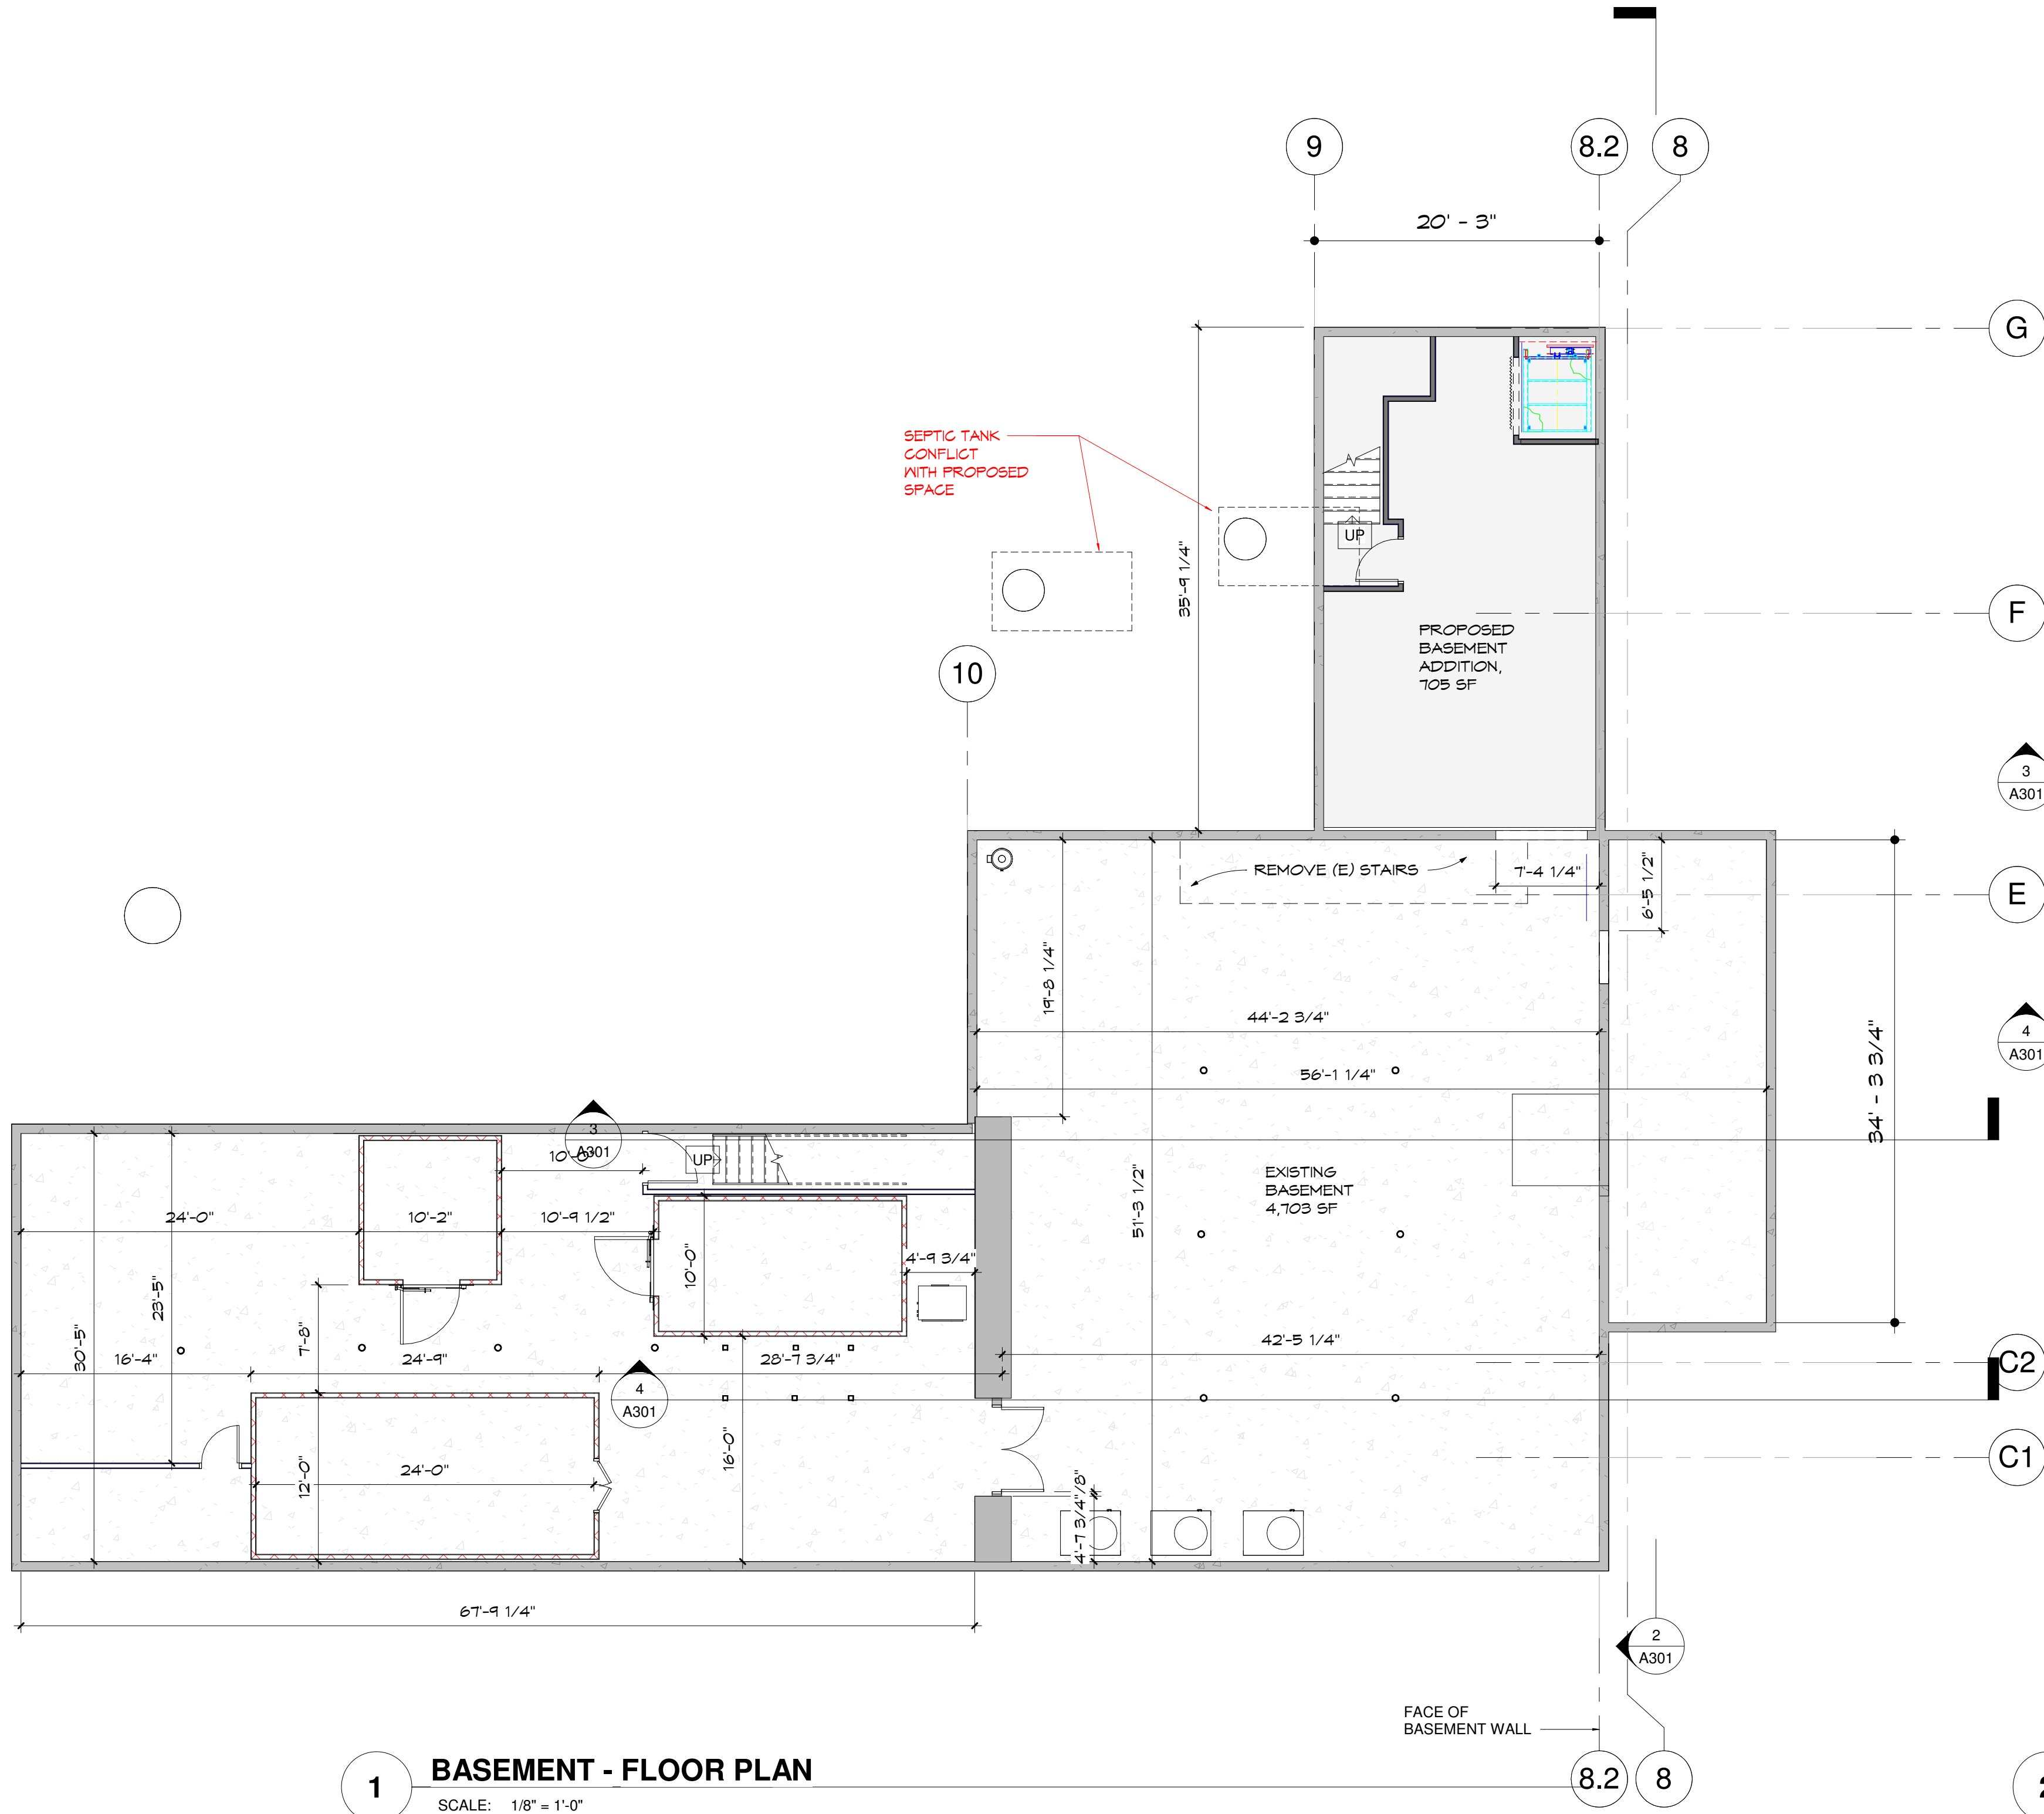 9
8.2
8
20' - 3"
G
SEPTIC TANK
CONFLICT
WITH PROPOSED
SPACE
UP
35'-9 1/4"
F
PROPOSED
BASEMENT
ADDITION,
705 SF
10
3
A301
REMOVE (E) STAIRS
7'-4 1/4"
6'-5 1/2"
E
19'-8 1/4"
44'-2 3/4"
4
A301
34' - 3 3/4"
56'-1 1/4"
3
A301
10'-0"
UP
EXISTING
BASEMENT
4,703 SF
51'-3 1/2"
24'-0"
10'-2"
10'-9 1/2"
10'-0"
4'-9 3/4"
23'-5"
30'-5"
16'-4"
7'-8"
24'-9"
28'-7 3/4"
42'-5 1/4"
C2
4
A301
16'-0"
C1
12'-0"
24'-0"
4'-7 3/4"/8"
67'-9 1/4"
2
A301
FACE OF
BASEMENT WALL
1
BASEMENT - FLOOR PLAN
8.2
8
SCALE: 1/8" = 1'-0"